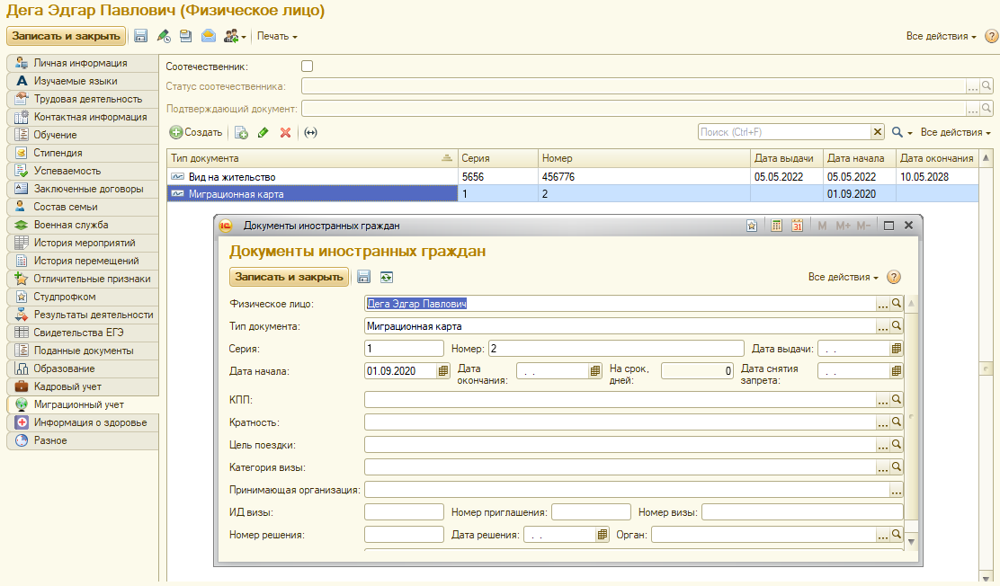 Дега Эдгар Павлович (Физическое лицо)
Записать и закрыть Печать Все действия ?
Личная информация
Изучаемые языки
Трудовая деятельность
Контактная информация
Обучение
Стипендия
Успеваемость
Заключенные договоры
Состав семьи
Военная служба
История мероприятий
История перемещений
Отличительные признаки
Студпрофком
Результаты деятельности
Свидетельства ЕГЭ
Поданные документы
Образование
Кадровый учет
Миграционный учет
Информация о здоровье
Разное
Соотечественник:
Статус соотечественника: ...
Подтверждающий документ: ...
Создать Поиск (Ctrl+F) Все действия
Тип документа Серия Номер Дата выдачи Дата начала Дата окончания
Вид на жительство 5656 456776 05.05.2022 05.05.2022 10.05.2028
Миграционная карта 1 2 01.09.2020
1С Документы иностранных граждан 31 M M+ M-
Документы иностранных граждан
Записать и закрыть Все действия ?
Физическое лицо: Дега Эдгар Павлович ...
Тип документа: Миграционная карта ...
Серия: 1 Номер: 2 Дата выдачи: . .
Дата начала: 01.09.2020 Дата окончания: . . На срок, дней: 0 Дата снятия запрета: . .
КПП: ...
Кратность: ...
Цель поездки: ...
Категория визы: ...
Принимающая организация: ...
ИД визы: Номер приглашения: Номер визы:
Номер решения: Дата решения: . . Орган: ...